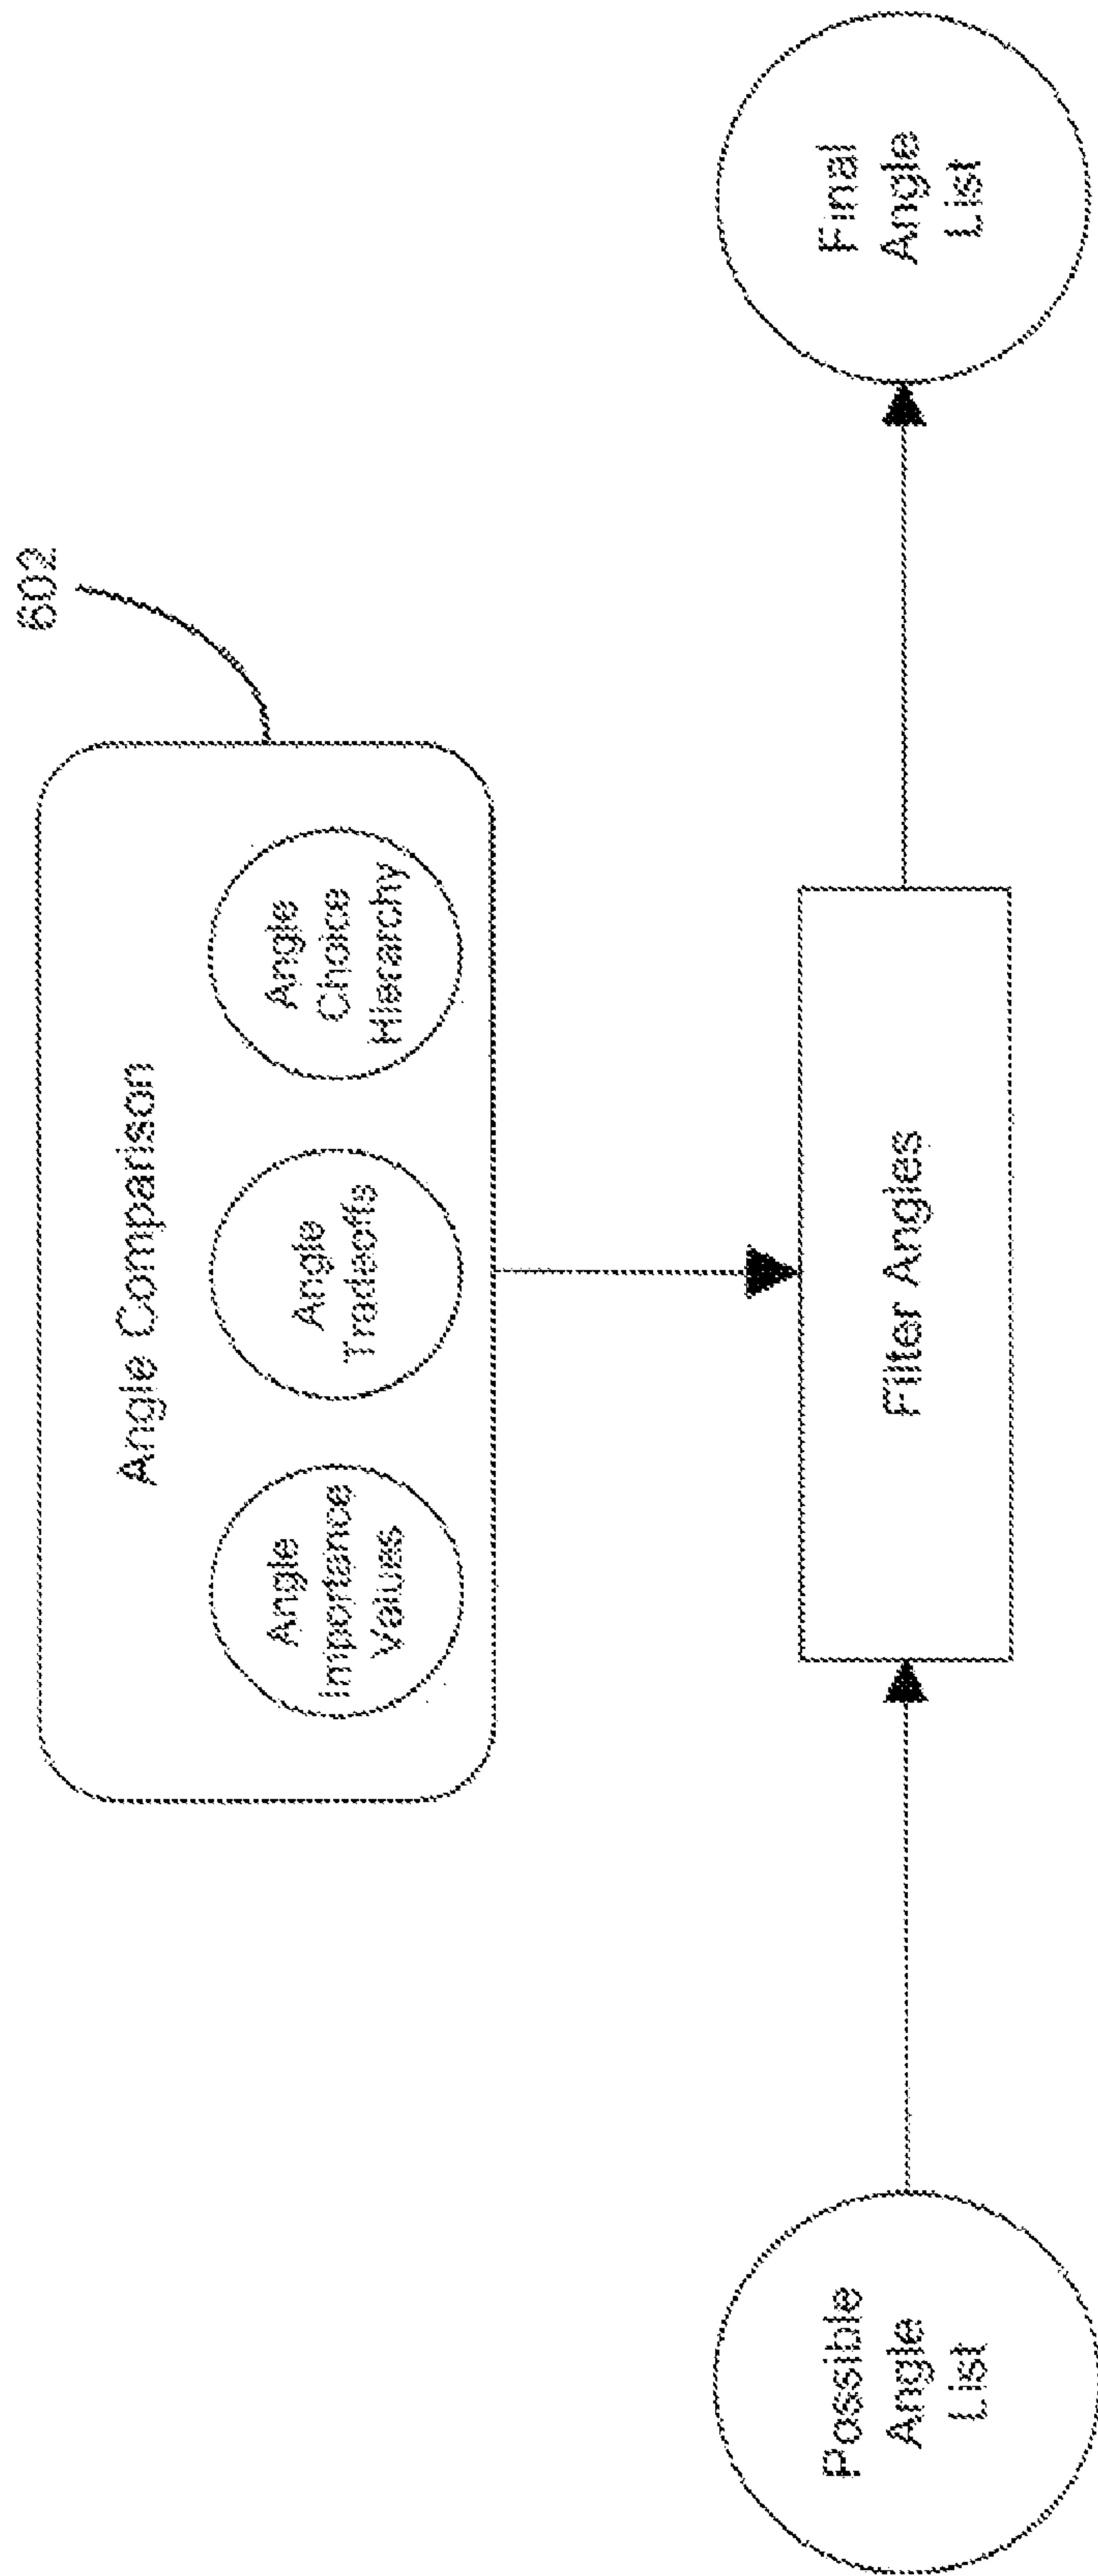 602
Angle Comparison
Angle
Importance
Values
Angle
Tradeoffs
Angle
Choice
Hierarchy
Possible
Angle
List
Filter Angles
Final
Angle
List